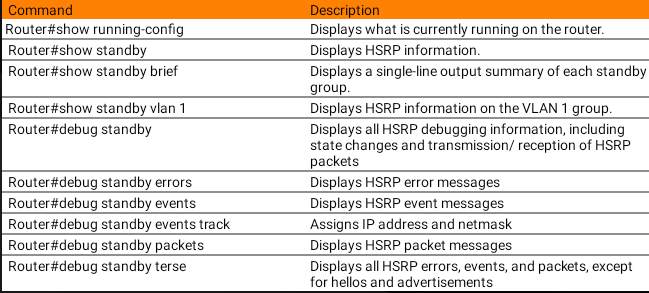 Command Description
Router#show running-config Displays what is currently running on the router.
Router#show standby Displays HSRP information.
Router#show standby brief Displays a single-line output summary of each standby
group.
Router#show standby vlan 1 Displays HSRP information on the VLAN 1 group.
Router#debug standby Displays all HSRP debugging information, including
state changes and transmission/ reception of HSRP
packets
Router#debug standby errors Displays HSRP error messages
Router#debug standby events Displays HSRP event messages
Router#debug standby events track Assigns IP address and netmask
Router#debug standby packets Displays HSRP packet messages
Router#debug standby terse Displays all HSRP errors, events, and packets, except
for hellos and advertisements